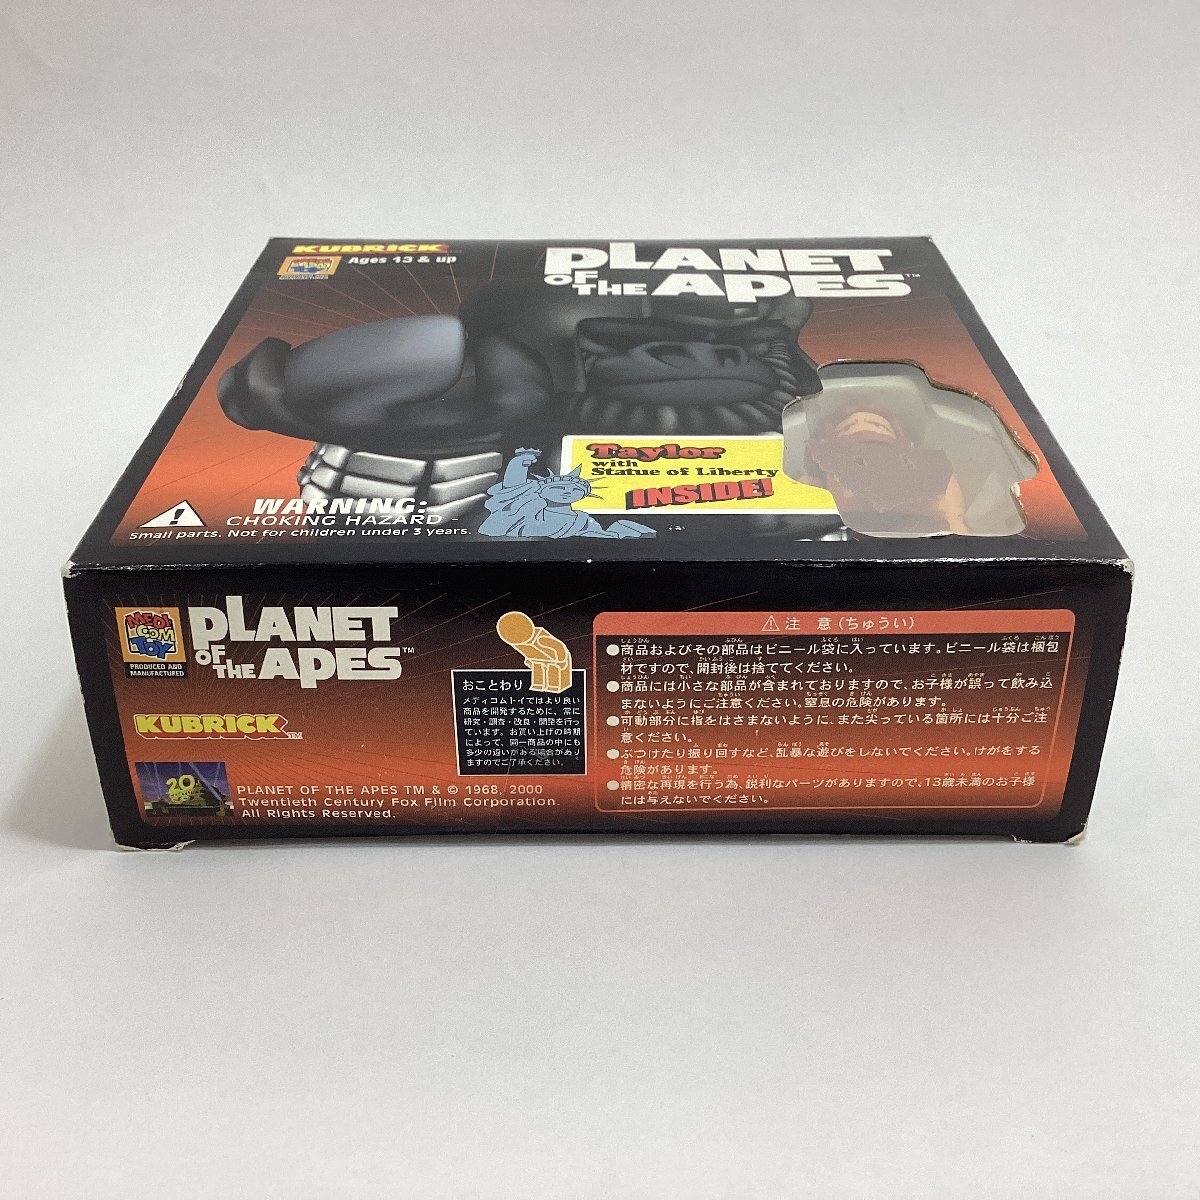 KUBRICK
Ages 13 & up
PLANET
OF THE APES™
Taylor
with
Statue of Liberty
INSIDE!
WARNING:
CHOKING HAZARD -
Small parts. Not for children under 3 years.
MEDI
COM
TOY
PRODUCED AND
MANUFACTURED
PLANET
OF THE APES™
KUBRICK™
20
PLANET OF THE APES TM & © 1968, 2000
Twentieth Century Fox Film Corporation.
All Rights Reserved.
おことわり
メディコムトイではより良い
商品を開発するために、常に
研究・調査・改良・開発を行っ
ています。お買い上げの時期
によって、同一商品の中にも
多少の違いがある場合があり
ますのでご了承ください。
⚠注 意(ちゅうい)
●商品およびその部品はビニール袋に入っています。ビニール袋は梱包
材ですので、開封後は捨ててください。
●商品には小さな部品が含まれておりますので、お子様が誤って飲み込
まないようにご注意ください。窒息の危険があります。
●可動部分に指をはさまないように、また尖っている箇所には十分ご注
意ください。
●ぶつけたり振り回すなど、乱暴な遊びをしないでください。けがをする
危険があります。
●精密な再現を行う為、鋭利なパーツがありますので、13歳未満のお子様
には与えないでください。